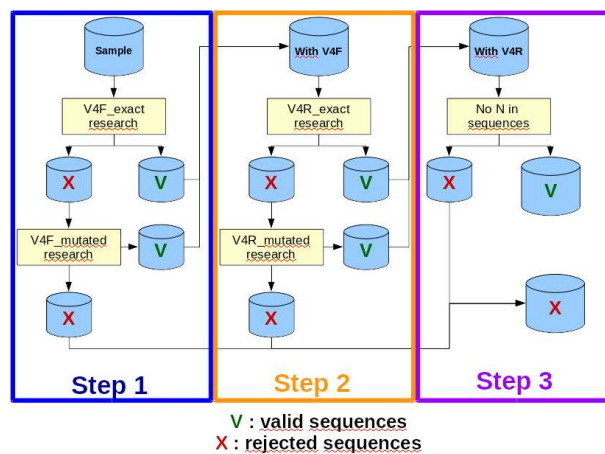 Sample
V4F_exact
research
X
V
V4F_mutated
research
V
X
Step 1
With V4F
V4R_exact
research
X
V
V4R_mutated
research
V
X
Step 2
With V4R
No N in
sequences
X
V
X
Step 3
V : valid sequences
X : rejected sequences